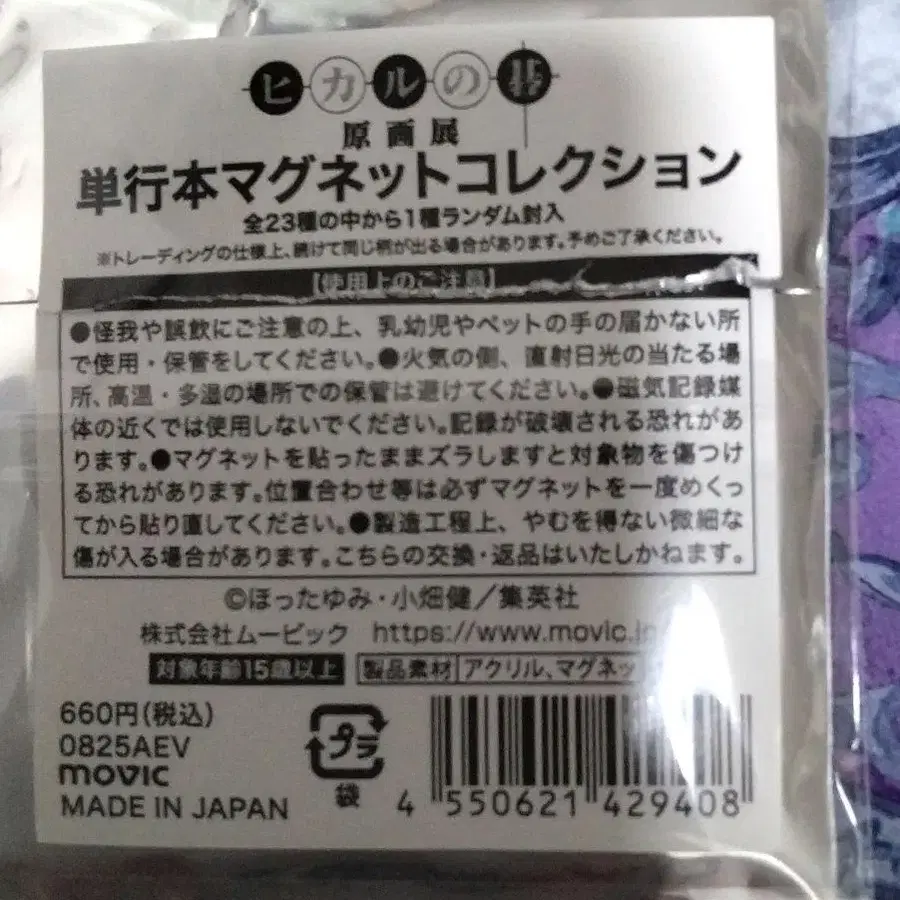 ヒカルの碁
原画展
単行本マグネットコレクション
全23種の中から1種ランダム封入
※トレーディングの仕様上、続けて同じ柄が出る場合があります。予めご了承ください。
【使用上のご注意】
●怪我や誤飲にご注意の上、乳幼児やペットの手の届かない所
で使用・保管をしてください。●火気の側、直射日光の当たる場
所、高温・多湿の場所での保管は避けてください。●磁気記録媒
体の近くでは使用しないでください。記録が破壊される恐れがあ
ります。●マグネットを貼ったままズラしますと対象物を傷つけ
る恐れがあります。位置合わせ等は必ずマグネットを一度めくっ
てから貼り直してください。●製造工程上、やむを得ない微細な
傷が入る場合があります。こちらの交換・返品はいたしかねます。
©ほったゆみ・小畑健／集英社
株式会社ムービック https://www.movic.j
対象年齢15歳以上 製品素材 アクリル、マグネッ
660円(税込)
0825AEV
movic
MADE IN JAPAN
プラ
袋
4 550621 429408